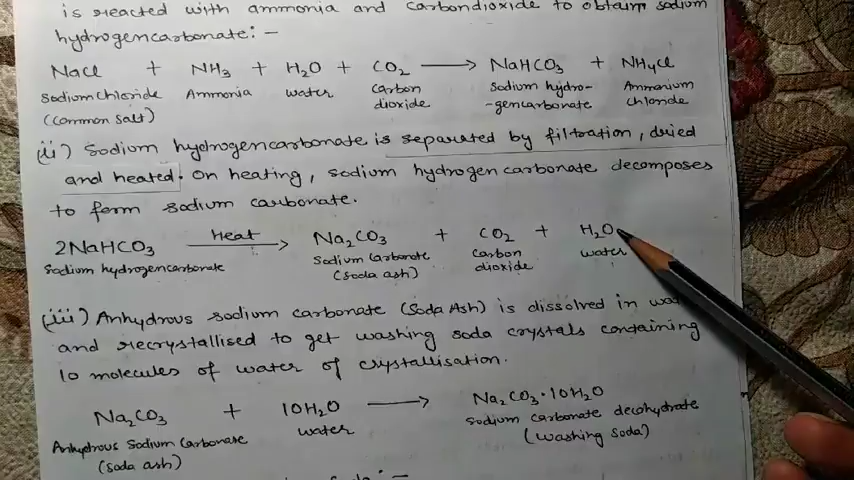 is reacted with ammonia and carbondioxide to obtain sodium
hydrogencarbonate:-
NaCl + NH3 + H2O + CO2 ⟶ NaHCO3 + NH4Cl
Sodium chloride Ammonia water carbon dioxide Sodium hydro- -gencarbonate Ammonium chloride
(common salt)
(ii) Sodium hydrogencarbonate is separated by filtration, dried
and heated. On heating, sodium hydrogen carbonate decomposes
to form sodium carbonate.
2NaHCO3 Heat⟶ Na2CO3 + CO2 + H2O
Sodium hydrogencarbonate Sodium carbonate (soda ash) carbon dioxide water
(iii) Anhydrous sodium carbonate (Soda Ash) is dissolved in
and recrystallised to get washing soda crystals containing
10 molecules of water of crystallisation.
Na2CO3 + 10H2O ⟶ Na2CO3·10H2O
Anhydrous Sodium Carbonate water sodium carbonate decahydrate
(soda ash) (washing soda)